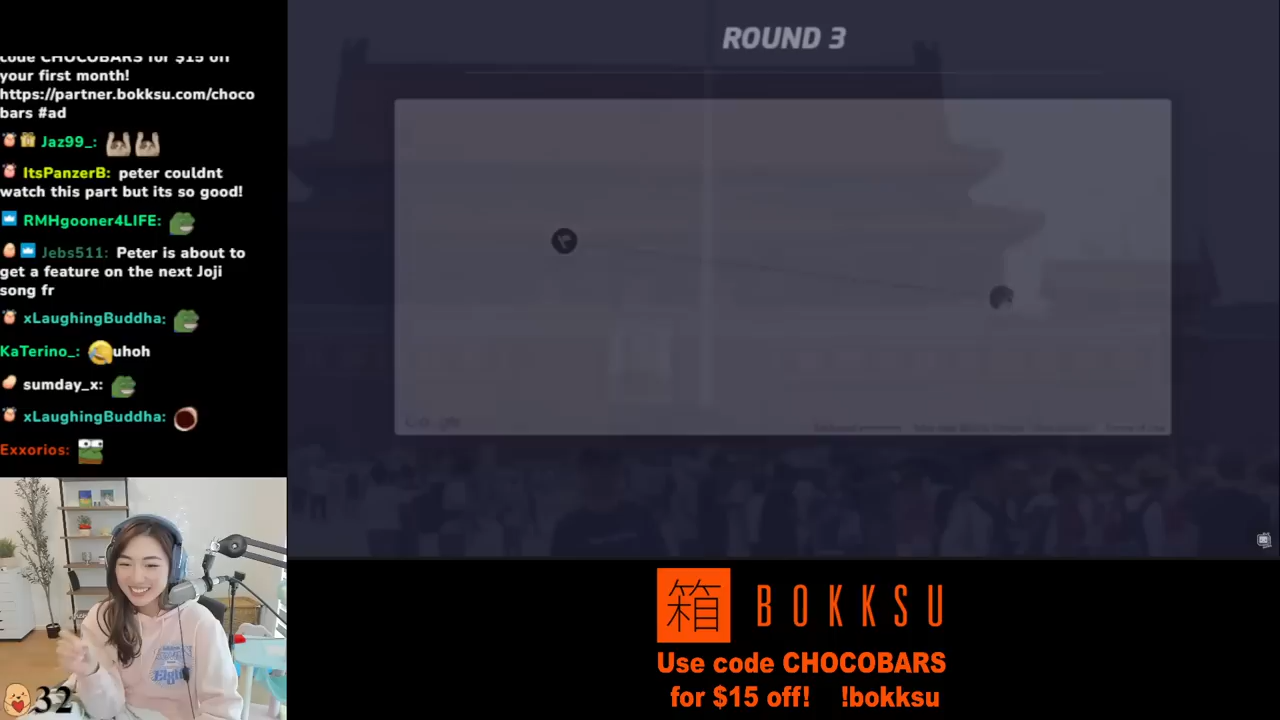 code CHOCOBARS for $15 off
your first month!
https://partner.bokksu.com/choco
bars #ad
Jaz99_:
ItsPanzerB: peter couldnt
watch this part but its so good!
RMHgooner4LIFE:
Jebs511: Peter is about to
get a feature on the next Joji
song fr
xLaughingBuddha:
KaTerino_: uhoh
sumday_x:
xLaughingBuddha:
Exxorios:
32
ROUND 3
箱 BOKKSU
Use code CHOCOBARS
for $15 off! !bokksu